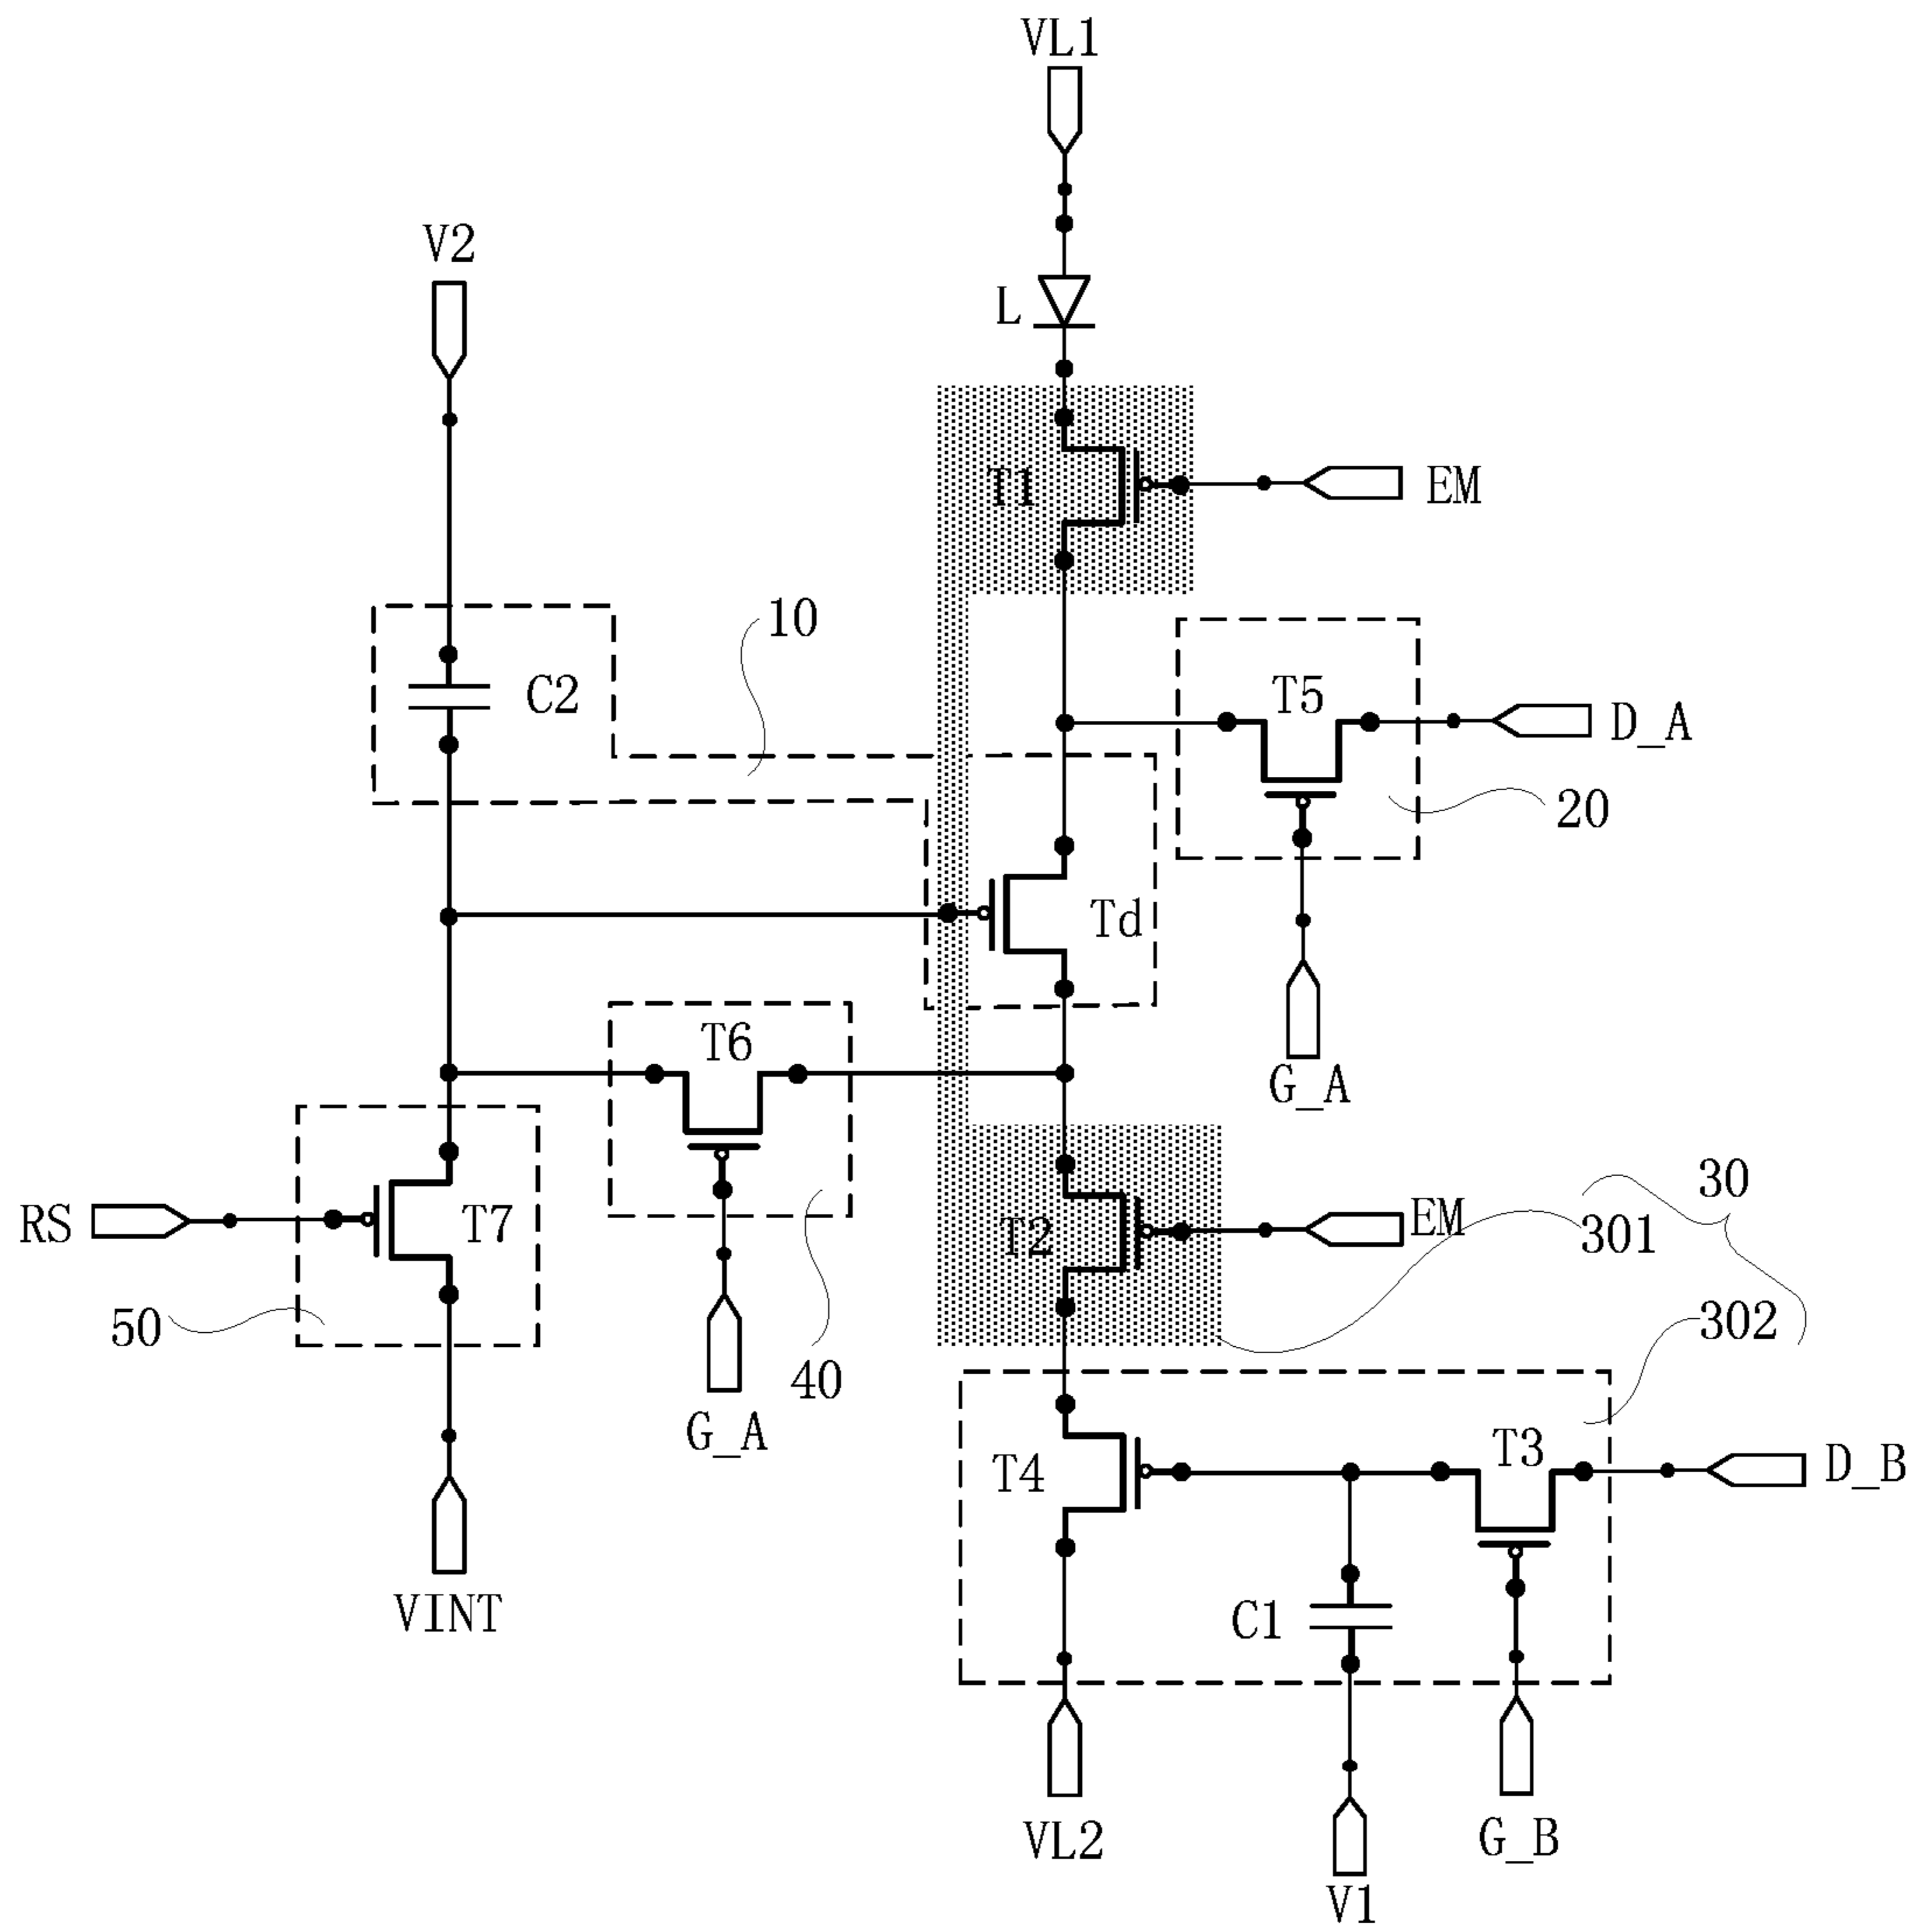 VL1
V2
L
T1
EM
10
C2
T5
D_A
20
Td
T6
G_A
RS
T7
T2
EM
30
301
50
302
40
G_A
T4
T3
D_B
VINT
C1
VL2
G_B
V1